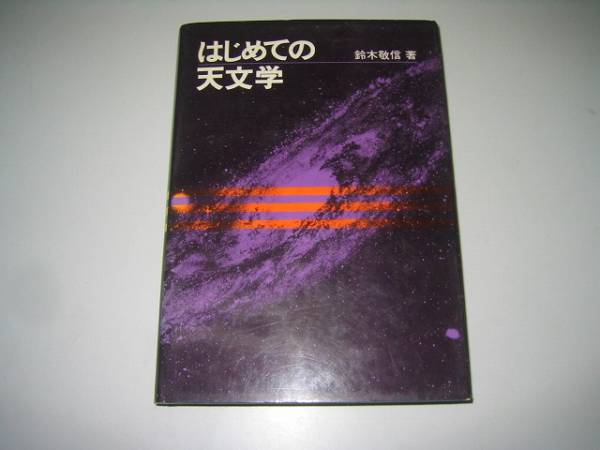 はじめての
天文学
鈴木敬信 著